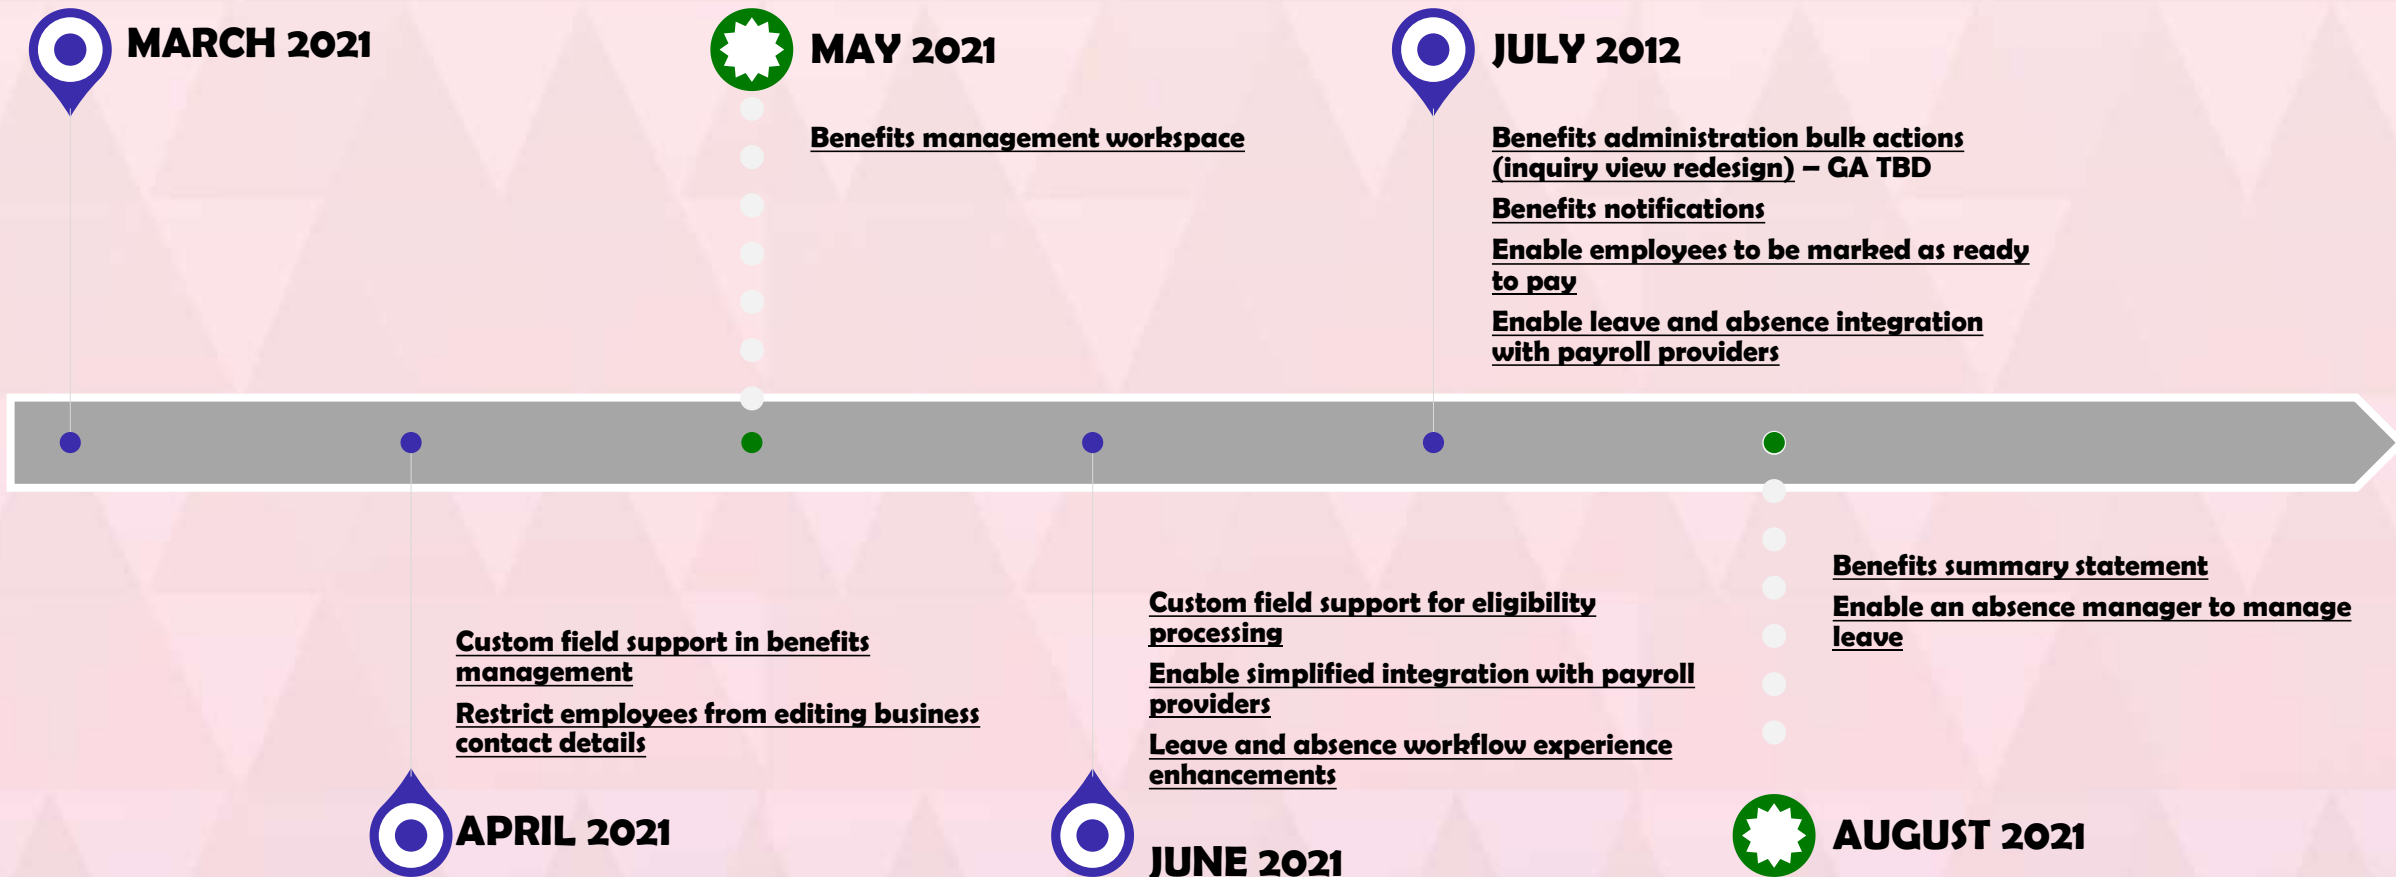 MARCH 2021
MAY 2021
Benefits management workspace
JULY 2012
Benefits administration bulk actions
(inquiry view redesign) – GA TBD
Benefits notifications
Enable employees to be marked as ready
to pay
Enable leave and absence integration
with payroll providers
Custom field support in benefits
management
Restrict employees from editing business
contact details
APRIL 2021
Custom field support for eligibility
processing
Enable simplified integration with payroll
providers
Leave and absence workflow experience
enhancements
JUNE 2021
Benefits summary statement
Enable an absence manager to manage
leave
AUGUST 2021